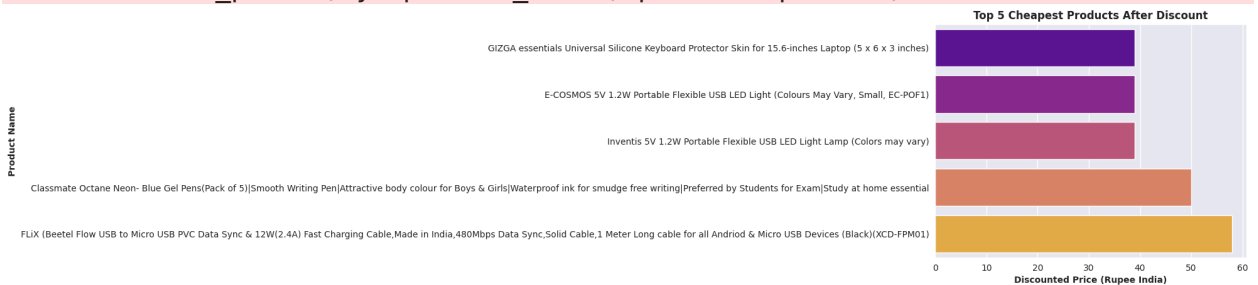 Top 5 Cheapest Products After Discount
GIZGA essentials Universal Silicone Keyboard Protector Skin for 15.6-inches Laptop (5 x 6 x 3 inches)
E-COSMOS 5V 1.2W Portable Flexible USB LED Light (Colours May Vary, Small, EC-POF1)
Inventis 5V 1.2W Portable Flexible USB LED Light Lamp (Colors may vary)
Classmate Octane Neon- Blue Gel Pens(Pack of 5)|Smooth Writing Pen|Attractive body colour for Boys & Girls|Waterproof ink for smudge free writing|Preferred by Students for Exam|Study at home essential
FLiX (Beetel Flow USB to Micro USB PVC Data Sync & 12W(2.4A) Fast Charging Cable,Made in India,480Mbps Data Sync,Solid Cable,1 Meter Long cable for all Andriod & Micro USB Devices (Black)(XCD-FPM01)
Product Name
0 10 20 30 40 50 60
Discounted Price (Rupee India)